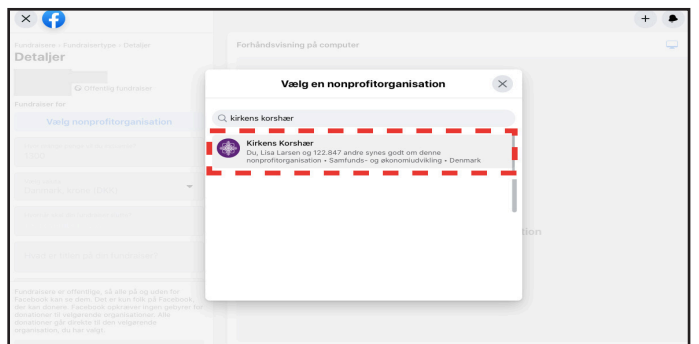 Fundraisere › Fundraisertype › Detaljer
Detaljer
Offentlig fundraiser
Fundraiser for
Vælg nonprofitorganisation
Forhåndsvisning på computer
Vælg en nonprofitorganisation
kirkens korshær
Kirkens Korshær
Du, Lisa Larsen og 122.847 andre synes godt om denne
nonprofitorganisation • Samfunds- og økonomiudvikling • Denmark
tion
Fundraisere er offentlige, så alle på og uden for
Facebook kan se dem. Det er kun folk på Facebook,
der kan donere. Facebook opkræver ingen gebyrer for
donationer til velgørende organisationer. Alle
donationer går direkte til den velgørende
organisation, du har valgt.